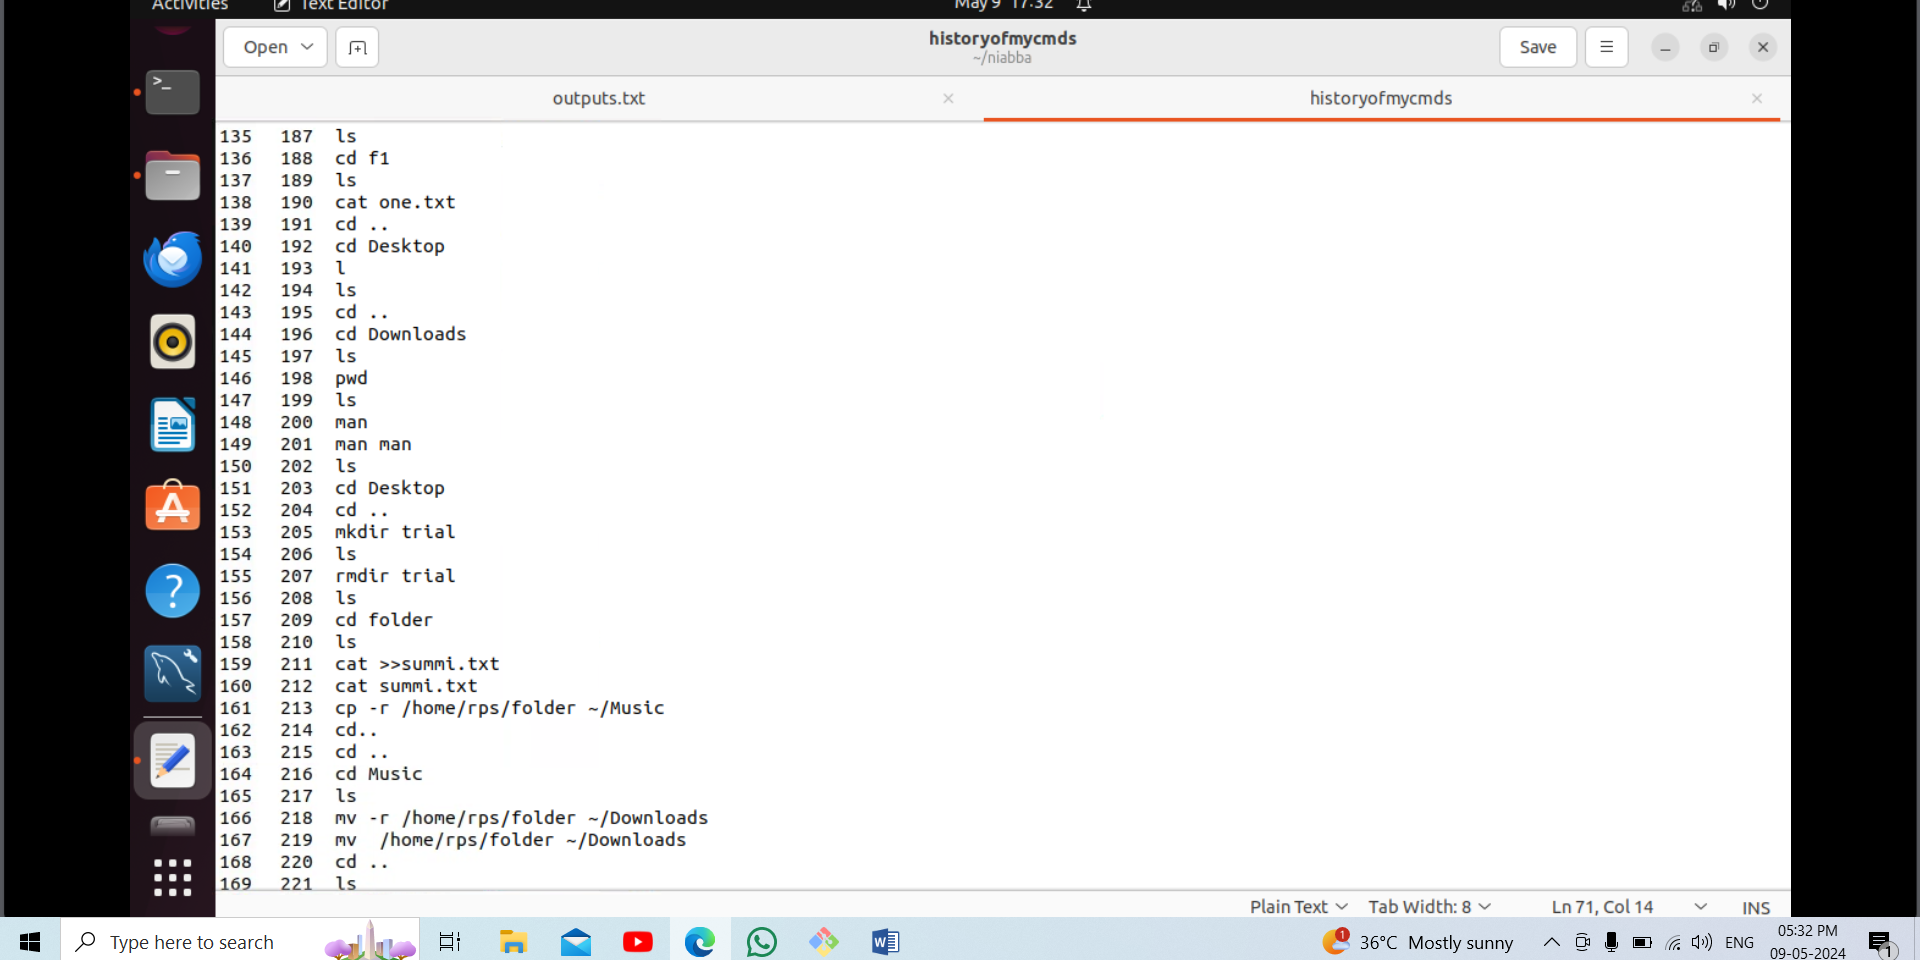 Activities Text Editor May 9 17:32
Open historyofmycmds Save
~/niabba
outputs.txt historyofmycmds
135 187 ls
136 188 cd f1
137 189 ls
138 190 cat one.txt
139 191 cd ..
140 192 cd Desktop
141 193 l
142 194 ls
143 195 cd ..
144 196 cd Downloads
145 197 ls
146 198 pwd
147 199 ls
148 200 man
149 201 man man
150 202 ls
151 203 cd Desktop
152 204 cd ..
153 205 mkdir trial
154 206 ls
155 207 rmdir trial
156 208 ls
157 209 cd folder
158 210 ls
159 211 cat >>summi.txt
160 212 cat summi.txt
161 213 cp -r /home/rps/folder ~/Music
162 214 cd..
163 215 cd ..
164 216 cd Music
165 217 ls
166 218 mv -r /home/rps/folder ~/Downloads
167 219 mv  /home/rps/folder ~/Downloads
168 220 cd ..
169 221 ls
Plain Text Tab Width: 8 Ln 71, Col 14 INS
Type here to search 1 36°C Mostly sunny ENG 05:32 PM
09-05-2024 1